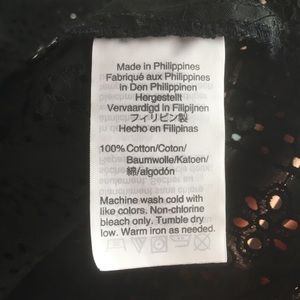 Made in Philippines
Fabriqué aux Philippines
in Den Philippinen
Hergestellt
Vervaardigd in Filipijnen
フィリピン製
Hecho en Filipinas
100% Cotton/Coton/
Baumwolle/Katoen/
綿/algodón
Machine wash cold with
like colors. Non-chlorine
bleach only. Tumble dry
low. Warm iron as needed.